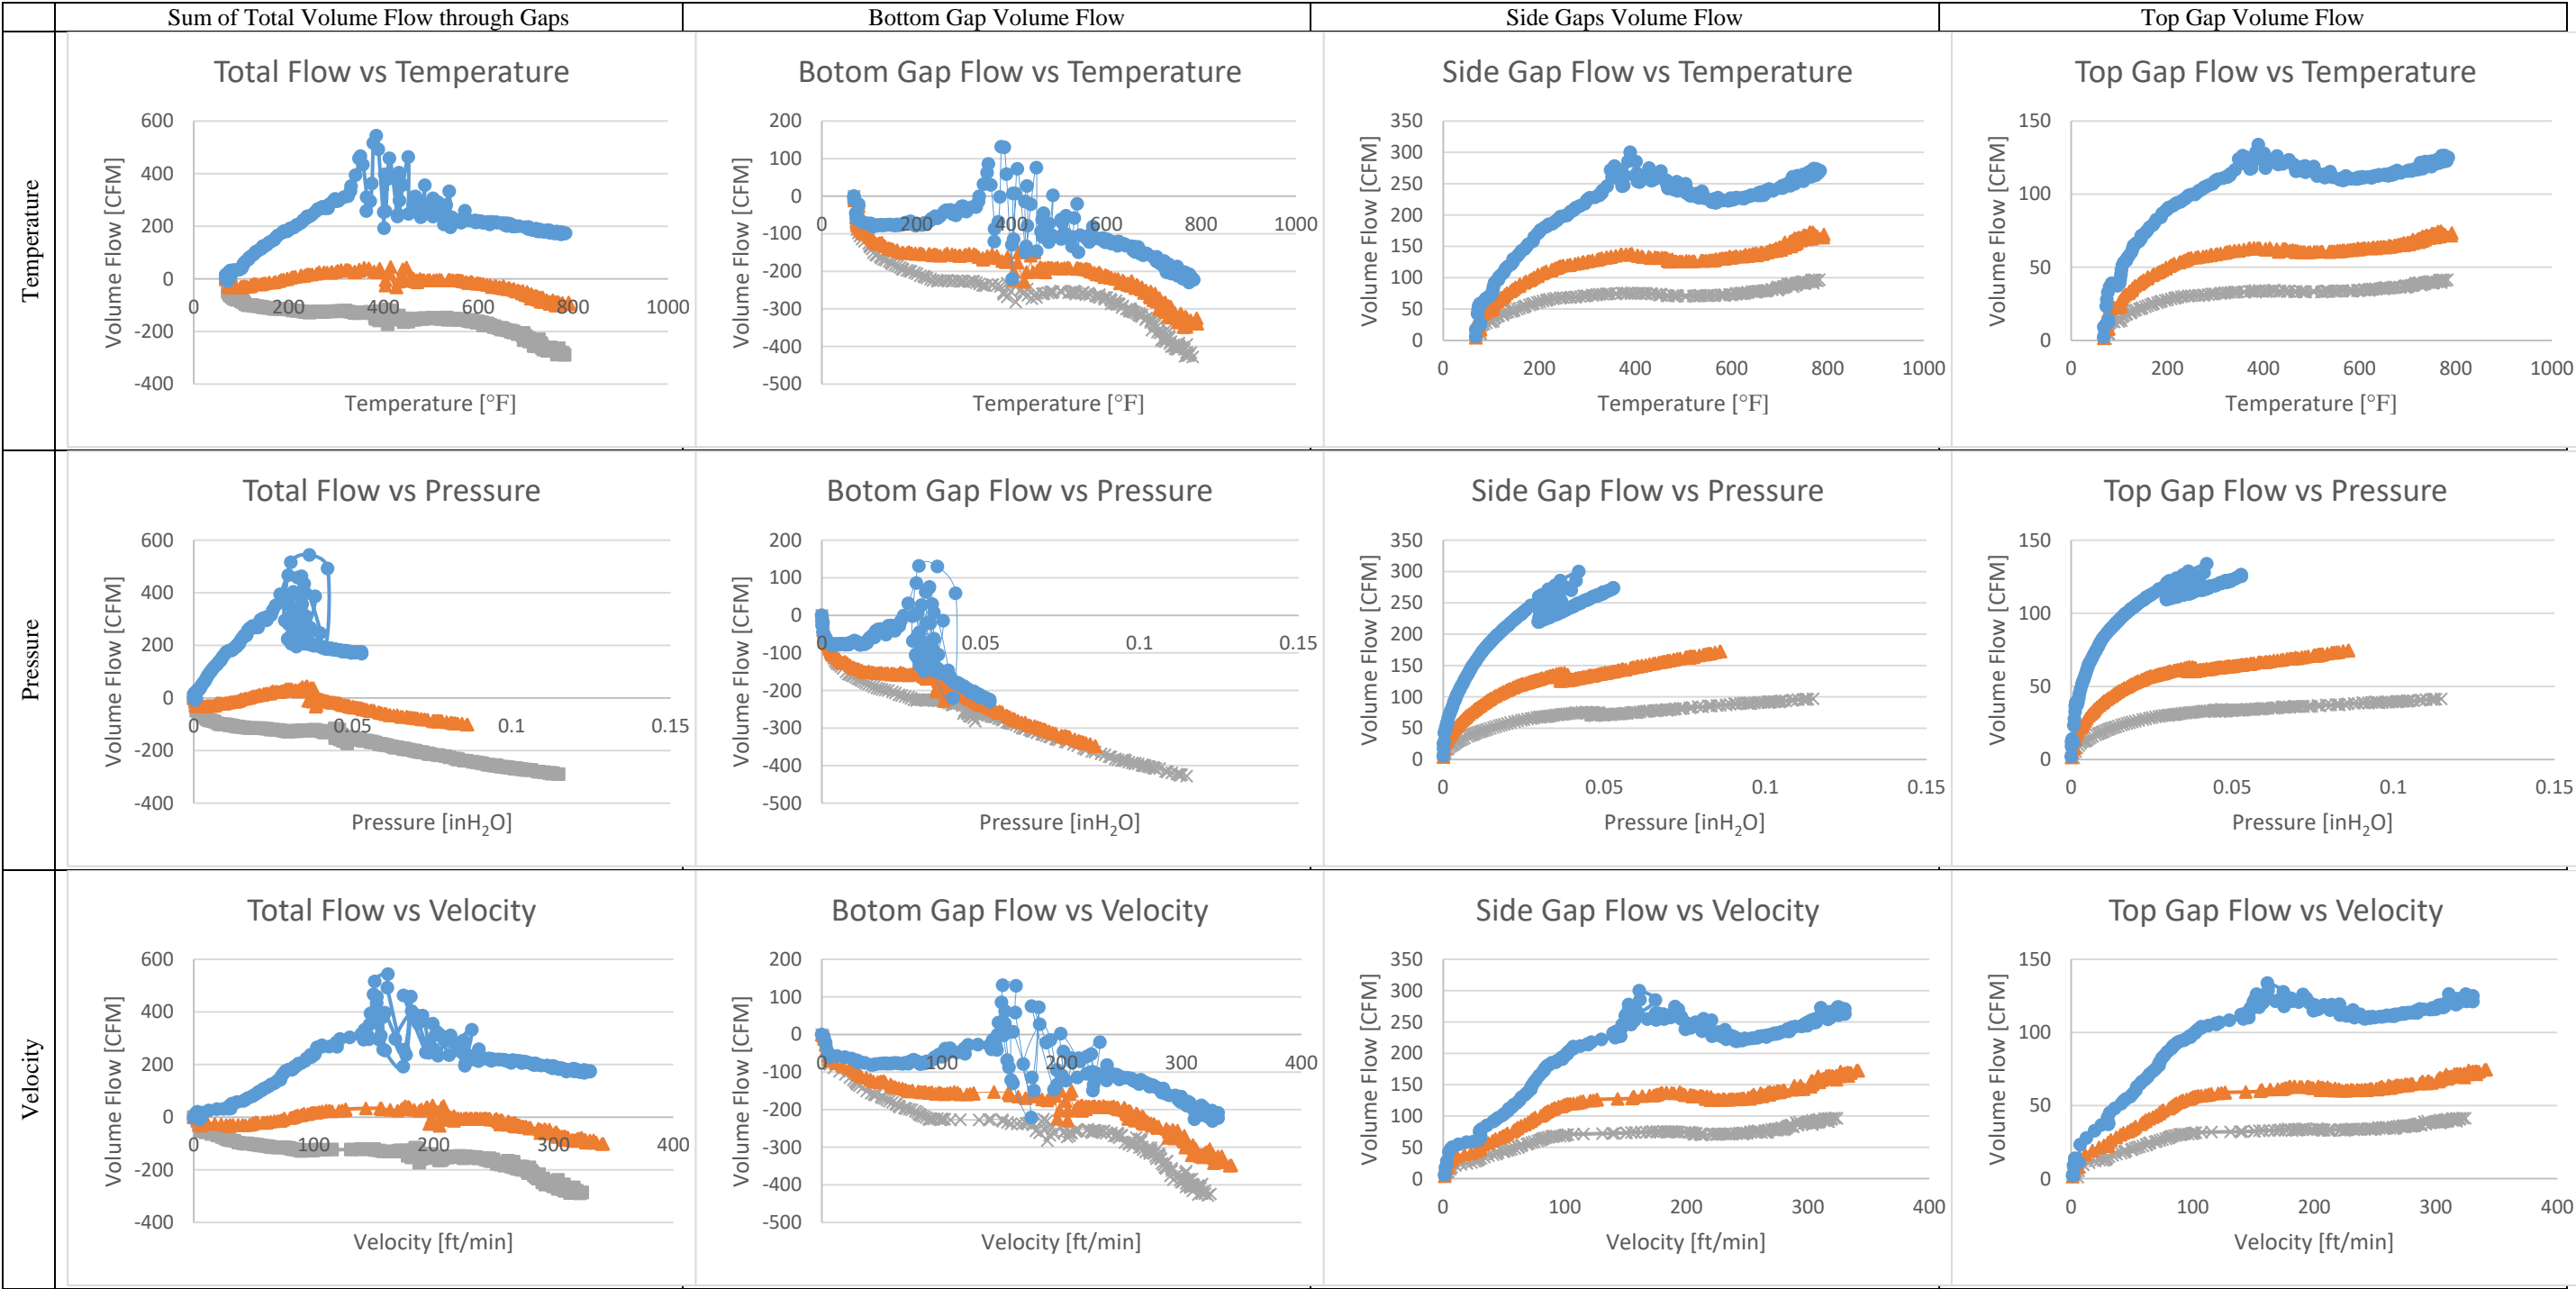 Sum of Total Volume Flow through Gaps
Bottom Gap Volume Flow
Side Gaps Volume Flow
Top Gap Volume Flow
Temperature
Total Flow vs Temperature
Volume Flow [CFM]
600
400
200
0
-200
-400
0 200 400 600 800 1000
Temperature [°F]
Botom Gap Flow vs Temperature
Volume Flow [CFM]
200
100
0
-100
-200
-300
-400
-500
0 200 400 600 800 1000
Temperature [°F]
Side Gap Flow vs Temperature
Volume Flow [CFM]
350
300
250
200
150
100
50
0
0 200 400 600 800 1000
Temperature [°F]
Top Gap Flow vs Temperature
Volume Flow [CFM]
150
100
50
0
0 200 400 600 800 1000
Temperature [°F]
Pressure
Total Flow vs Pressure
Volume Flow [CFM]
600
400
200
0
-200
-400
0 0.05 0.1 0.15
Pressure [inH₂O]
Botom Gap Flow vs Pressure
Volume Flow [CFM]
200
100
0
-100
-200
-300
-400
-500
0 0.05 0.1 0.15
Pressure [inH₂O]
Side Gap Flow vs Pressure
Volume Flow [CFM]
350
300
250
200
150
100
50
0
0 0.05 0.1 0.15
Pressure [inH₂O]
Top Gap Flow vs Pressure
Volume Flow [CFM]
150
100
50
0
0 0.05 0.1 0.15
Pressure [inH₂O]
Velocity
Total Flow vs Velocity
Volume Flow [CFM]
600
400
200
0
-200
-400
0 100 200 300 400
Velocity [ft/min]
Botom Gap Flow vs Velocity
Volume Flow [CFM]
200
100
0
-100
-200
-300
-400
-500
0 100 200 300 400
Velocity [ft/min]
Side Gap Flow vs Velocity
Volume Flow [CFM]
350
300
250
200
150
100
50
0
0 100 200 300 400
Velocity [ft/min]
Top Gap Flow vs Velocity
Volume Flow [CFM]
150
100
50
0
0 100 200 300 400
Velocity [ft/min]